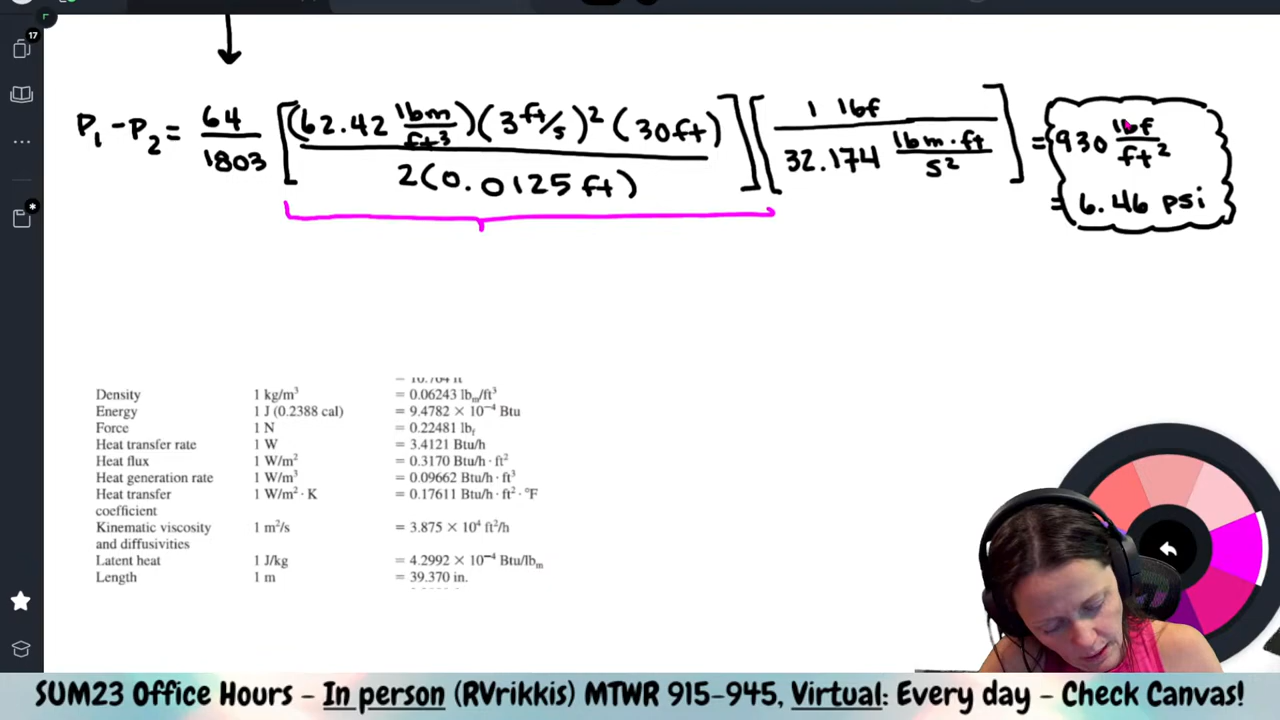 17
P₁ - P₂ = 64/1803 [(62.42 lbm/ft³)(3 ft/s)² (30 ft) / 2(0.0125 ft)] [1 lbf / 32.174 lbm·ft/s²] = 930 lbf/ft²
= 6.46 psi
Density 1 kg/m³ = 0.06243 lbₘ/ft³
Energy 1 J (0.2388 cal) = 9.4782 × 10⁻⁴ Btu
Force 1 N = 0.22481 lb_f
Heat transfer rate 1 W = 3.4121 Btu/h
Heat flux 1 W/m² = 0.3170 Btu/h · ft²
Heat generation rate 1 W/m³ = 0.09662 Btu/h · ft³
Heat transfer 1 W/m² · K = 0.17611 Btu/h · ft² · °F
coefficient
Kinematic viscosity 1 m²/s = 3.875 × 10⁴ ft²/h
and diffusivities
Latent heat 1 J/kg = 4.2992 × 10⁻⁴ Btu/lbₘ
Length 1 m = 39.370 in.
SUM23 Office Hours - In person (RVrikkis) MTWR 915-945, Virtual: Every day - Check Canvas!